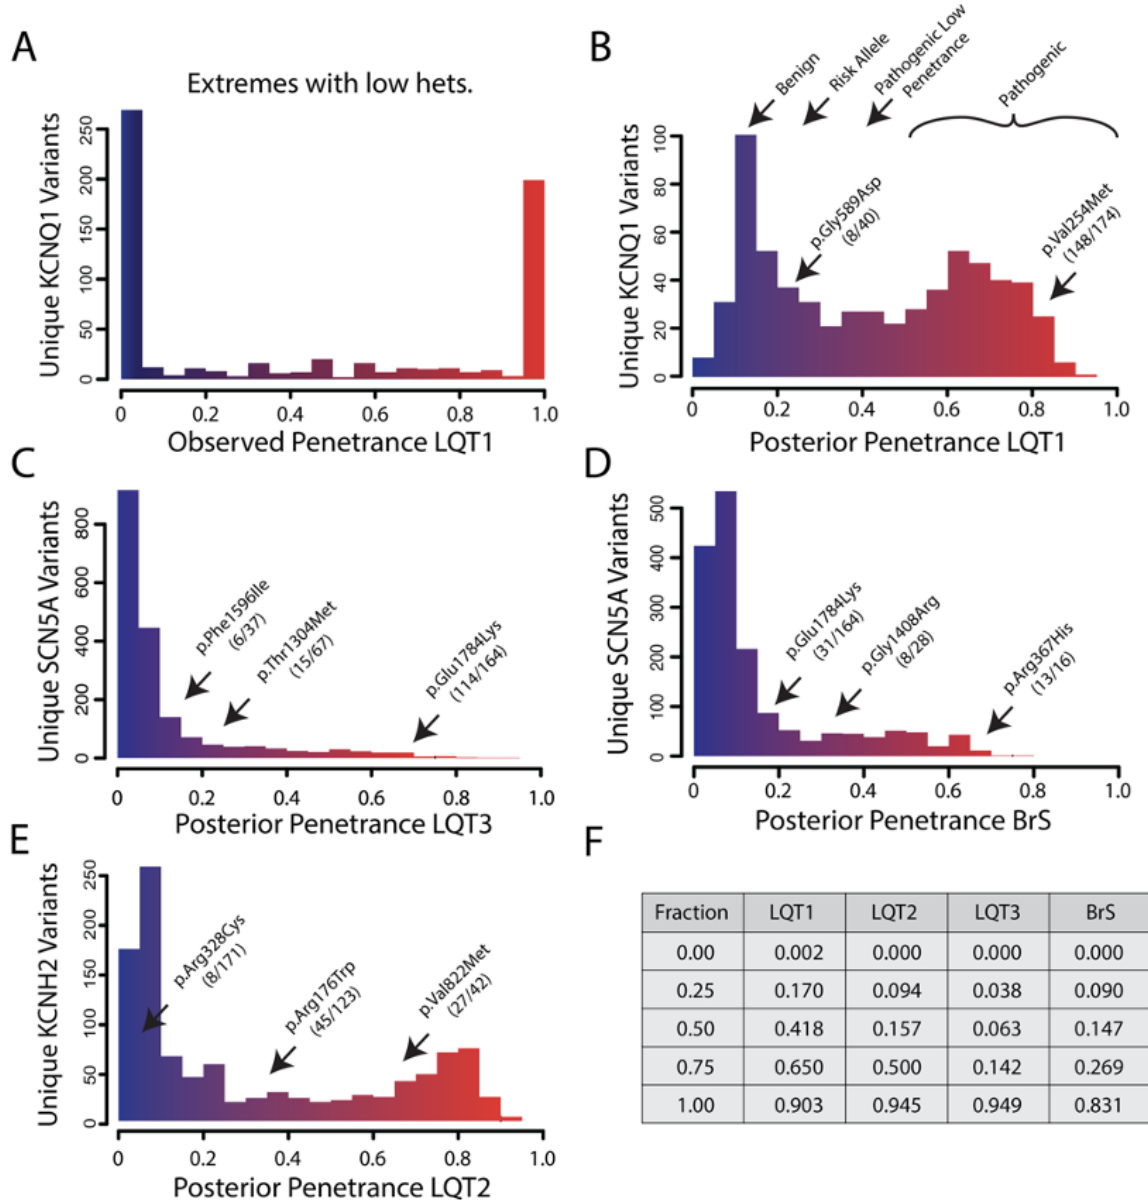 A
Extremes with low hets.
Unique KCNQ1 Variants
0 50 100 150 200 250
0 0.2 0.4 0.6 0.8 1.0
Observed Penetrance LQT1
B
Benign
Risk Allele
Pathogenic Low
Penetrance
Pathogenic
p.Gly589Asp
(8/40)
p.Val254Met
(148/174)
Unique KCNQ1 Variants
0 20 40 60 80 100
0 0.2 0.4 0.6 0.8 1.0
Posterior Penetrance LQT1
C
Unique SCN5A Variants
0 200 400 600 800
p.Phe1596Ile
(6/37)
p.Thr1304Met
(15/67)
p.Glu1784Lys
(114/164)
0 0.2 0.4 0.6 0.8 1.0
Posterior Penetrance LQT3
D
Unique SCN5A Variants
0 100 200 300 400 500
p.Glu1784Lys
(31/164)
p.Gly1408Arg
(8/28)
p.Arg367His
(13/16)
0 0.2 0.4 0.6 0.8 1.0
Posterior Penetrance BrS
E
Unique KCNH2 Variants
0 50 100 150 200 250
p.Arg328Cys
(8/171)
p.Arg176Trp
(45/123)
p.Val822Met
(27/42)
0 0.2 0.4 0.6 0.8 1.0
Posterior Penetrance LQT2
F
Fraction LQT1 LQT2 LQT3 BrS
0.00 0.002 0.000 0.000 0.000
0.25 0.170 0.094 0.038 0.090
0.50 0.418 0.157 0.063 0.147
0.75 0.650 0.500 0.142 0.269
1.00 0.903 0.945 0.949 0.831